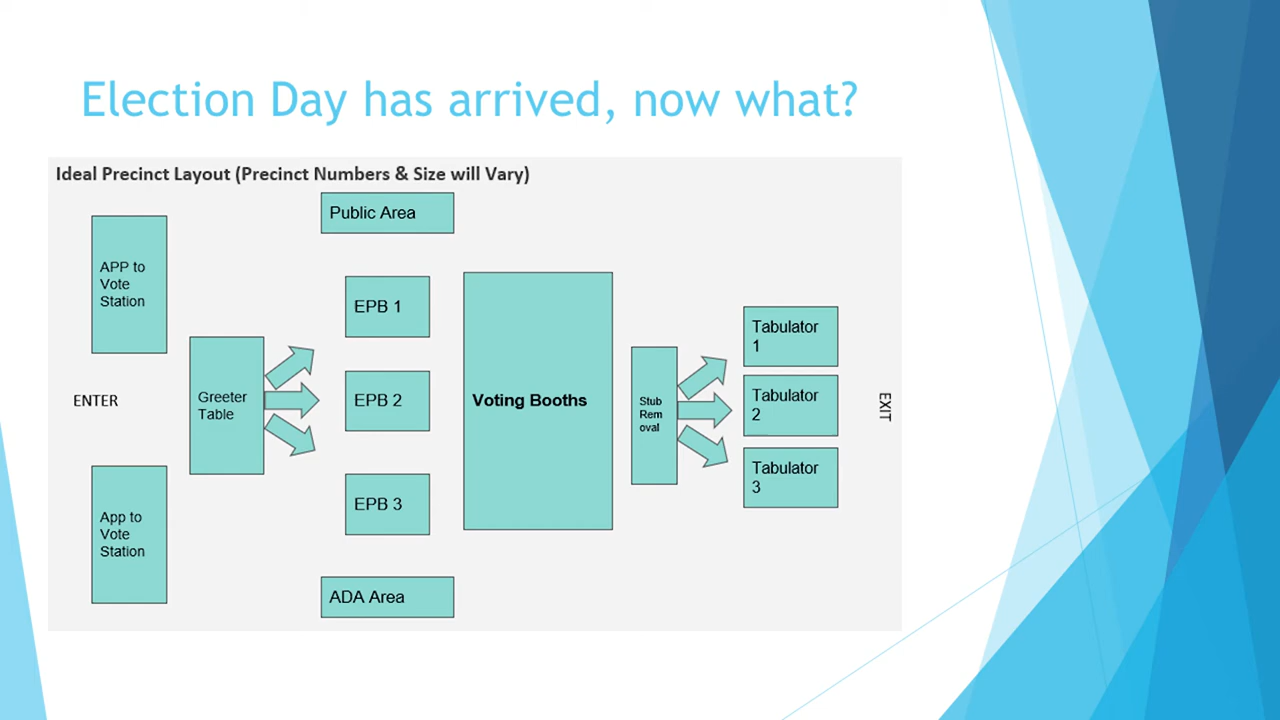 Election Day has arrived, now what?
Ideal Precinct Layout (Precinct Numbers & Size will Vary)
Public Area
APP to
Vote
Station
EPB 1
Tabulator
1
ENTER
Greeter
Table
EPB 2
Voting Booths
Stub
Rem
oval
Tabulator
2
EXIT
Tabulator
3
EPB 3
App to
Vote
Station
ADA Area